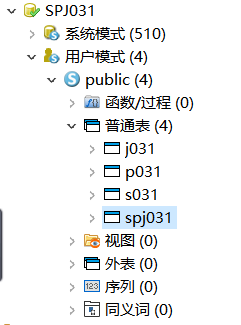 SPJ031
系统模式 (510)
用户模式 (4)
public (4)
函数/过程 (0)
普通表 (4)
j031
p031
s031
spj031
视图 (0)
外表 (0)
序列 (0)
同义词 (0)